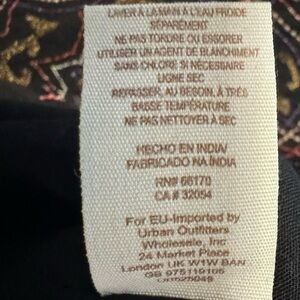 LAVER À LA MAIN À L'EAU FROIDE
SÉPARÉMENT
NE PAS TORDRE OU ESSORER
UTILISER UN AGENT DE BLANCHIMENT
SANS CHLORE SI NÉCESSAIRE
LIGNE SEC
REPASSER, AU BESOIN, À TRÈS
BASSE TEMPÉRATURE
NE PAS NETTOYER À SEC
HECHO EN INDIA/
FABRICADO NA ÍNDIA
RN# 66170
CA # 32054
For EU-Imported by
Urban Outfitters
Wholesale, Inc
24 Market Place
London UK W1W 8AN
GB 975119106